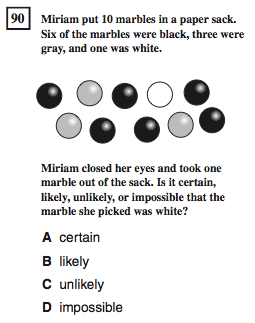 90
Miriam put 10 marbles in a paper sack.
Six of the marbles were black, three were
gray, and one was white.
Miriam closed her eyes and took one
marble out of the sack. Is it certain,
likely, unlikely, or impossible that the
marble she picked was white?
A certain
B likely
C unlikely
D impossible